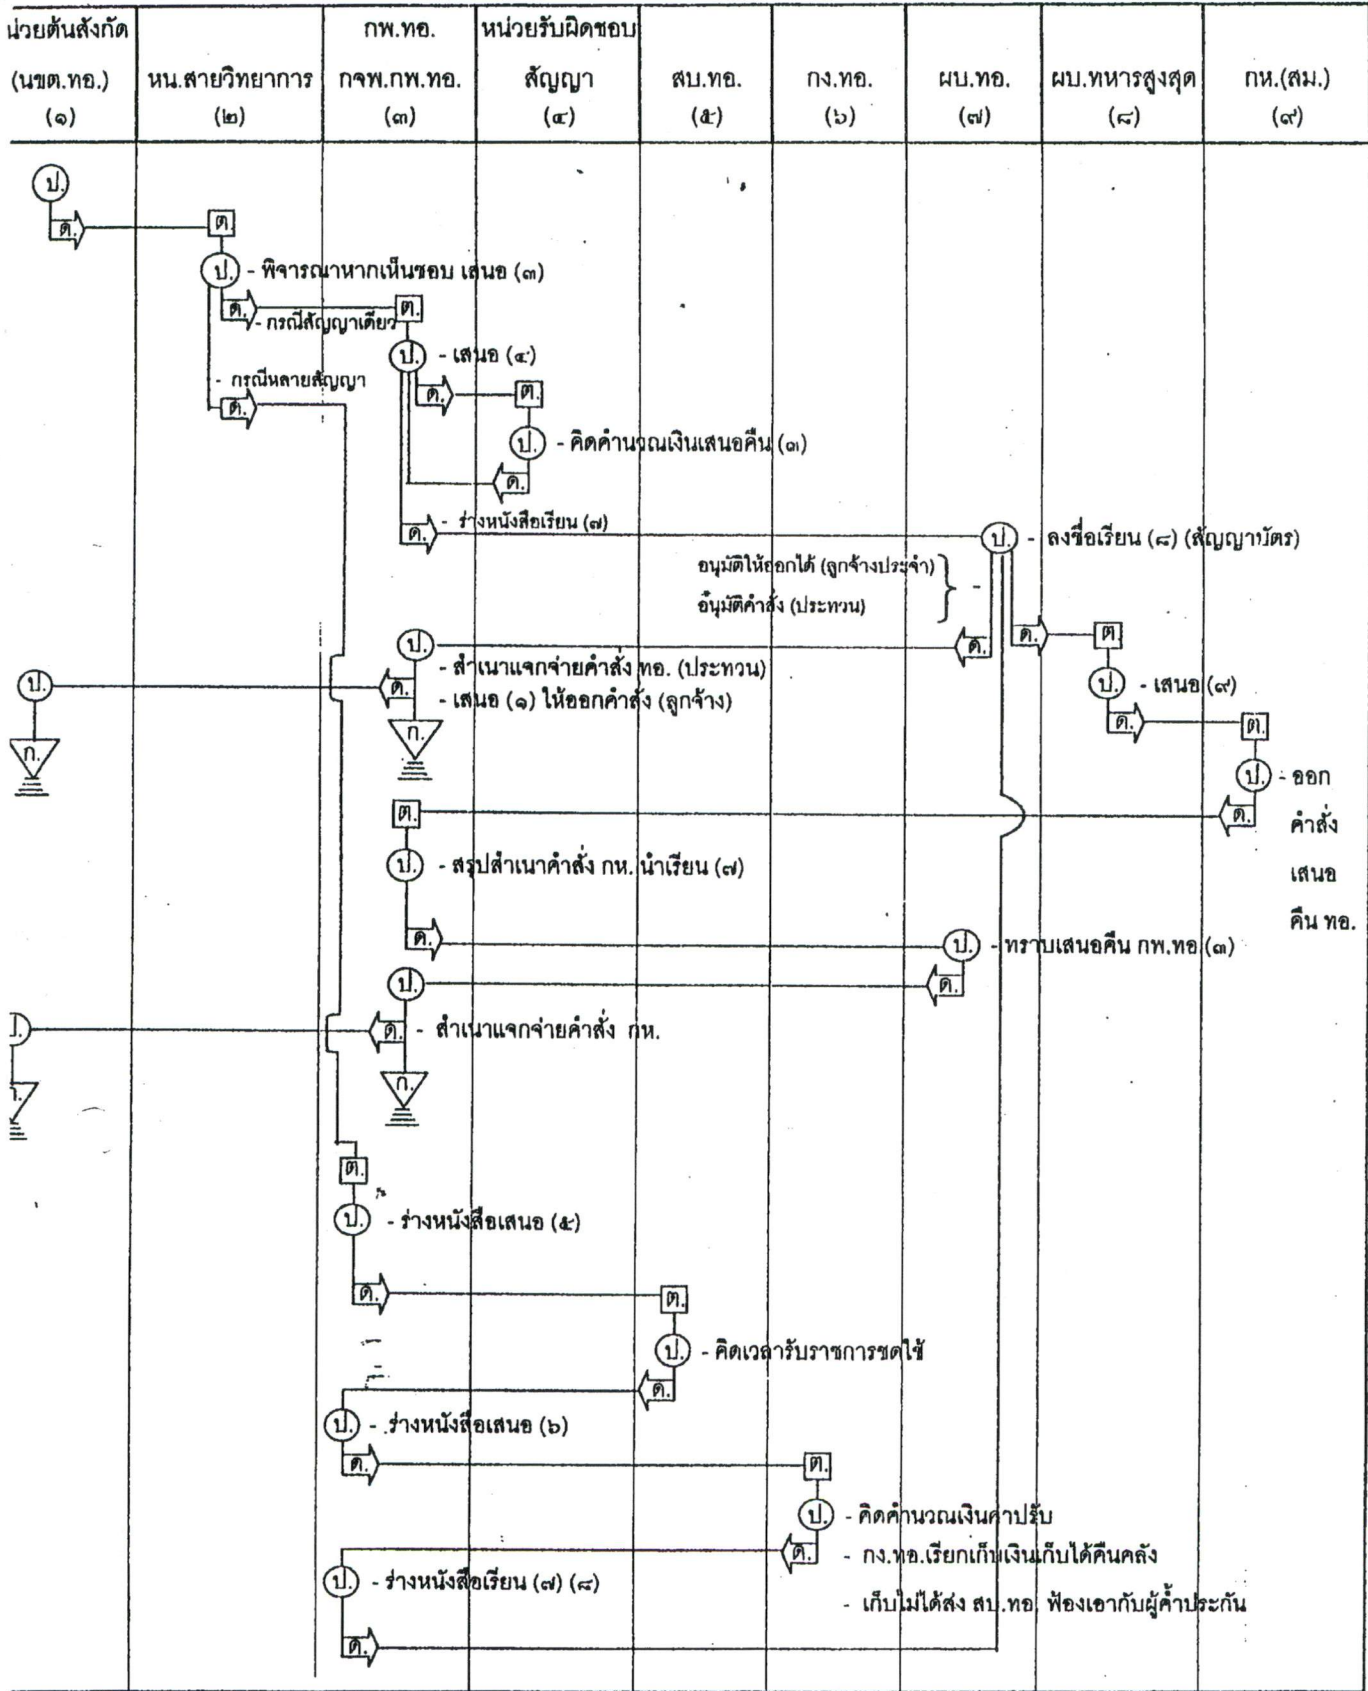 น่วยต้นสังกัด
(นขต.ทอ.)
(๑)
หน.สายวิทยาการ
(๒)
กพ.ทอ.
กจพ.กพ.ทอ.
(๓)
หน่วยรับผิดชอบ
สัญญา
(๔)
สบ.ทอ.
(๕)
กง.ทอ.
(๖)
ผบ.ทอ.
(๗)
ผบ.ทหารสูงสุด
(๘)
กห.(สม.)
(๙)
ป.
ด.
ต.
ป. - พิจารณาหากเห็นชอบ เสนอ (๓)
ด. - กรณีสัญญาเดียว
ต.
ป. - เสนอ (๔)
- กรณีหลายสัญญา
ด.
ด.
ต.
ป. - คิดคำนวณเงินเสนอคืน (๓)
ด.
ด. - ร่างหนังสือเรียน (๗)
ป. - ลงชื่อเรียน (๘) (สัญญาบัตร)
อนุมัติให้ออกได้ (ลูกจ้างประจำ)
อนุมัติคำสั่ง (ประทวน)
-
ด.
ด.
ต.
ป.
- สำเนาแจกจ่ายคำสั่ง ทอ. (ประทวน)
ป.
ด. - เสนอ (๑) ให้ออกคำสั่ง (ลูกจ้าง)
ป. - เสนอ (๙)
ก.
ก.
ด.
ต.
ป. - ออก
คำสั่ง
เสนอ
คืน ทอ.
ด.
ต.
ป. - สรุปสำเนาคำสั่ง กห. นำเรียน (๗)
ด.
ป. - ทราบเสนอคืน กพ.ทอ (๓)
ด.
ป.
ป.
ด. - สำเนาแจกจ่ายคำสั่ง กห.
ก.
ก.
ต.
ป. - ร่างหนังสือเสนอ (๕)
ด.
ต.
ป. - คิดเวลารับราชการชดใช้
ด.
ป. - ร่างหนังสือเสนอ (๖)
ด.
ต.
ป. - คิดคำนวณเงินค่าปรับ
ด. - กง.ทอ.เรียกเก็บเงินเก็บได้คืนคลัง
- เก็บไม่ได้ส่ง สบ.ทอ. ฟ้องเอากับผู้ค้ำประกัน
ป. - ร่างหนังสือเรียน (๗) (๘)
ด.